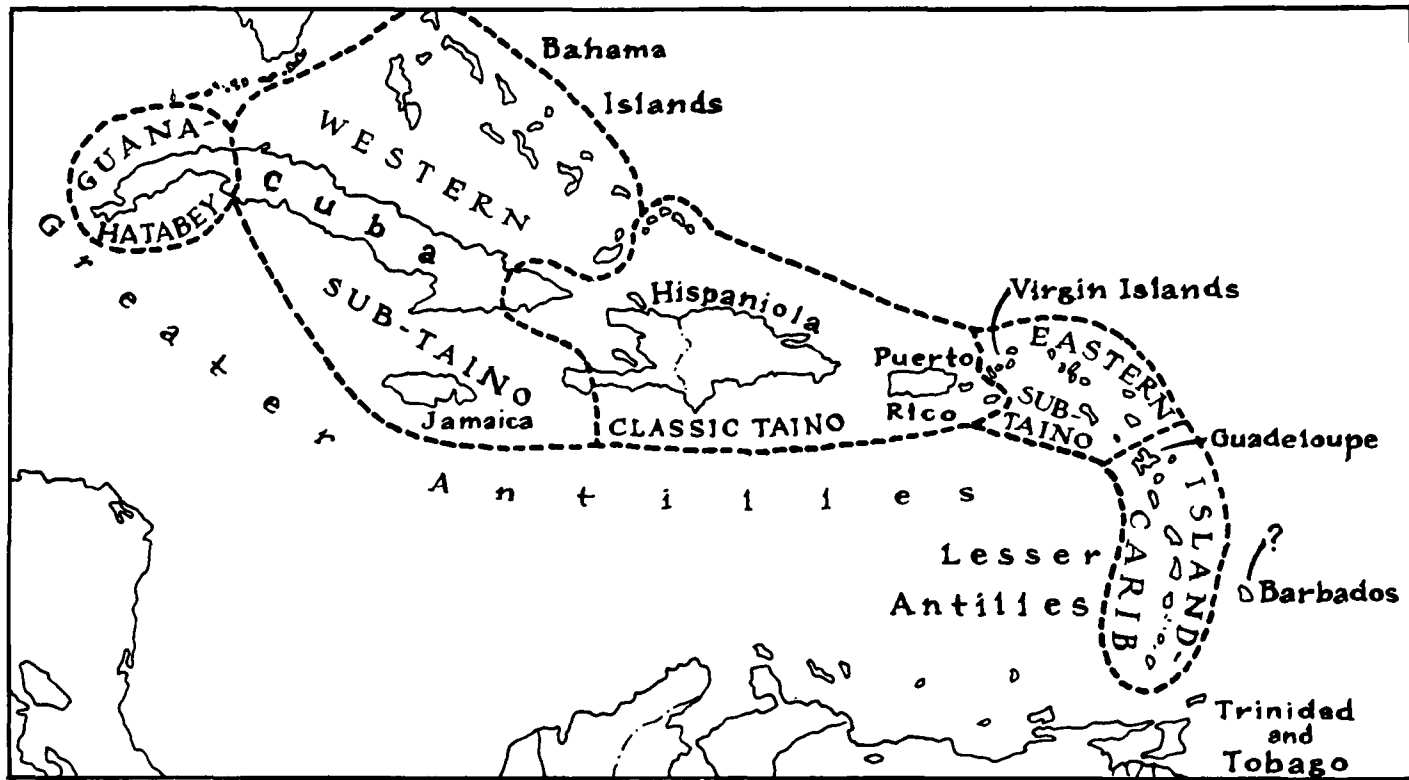 Bahama
Islands
WESTERN
SUB-TAINO
GUANA-
HATABEY
Cuba
Greater
Antilles
Hispaniola
Jamaica
CLASSIC TAINO
Puerto
Rico
Virgin Islands
EASTERN
SUB-
TAINO
Guadeloupe
ISLAND-
CARIB
Lesser
Antilles
?
Barbados
Trinidad
and
Tobago